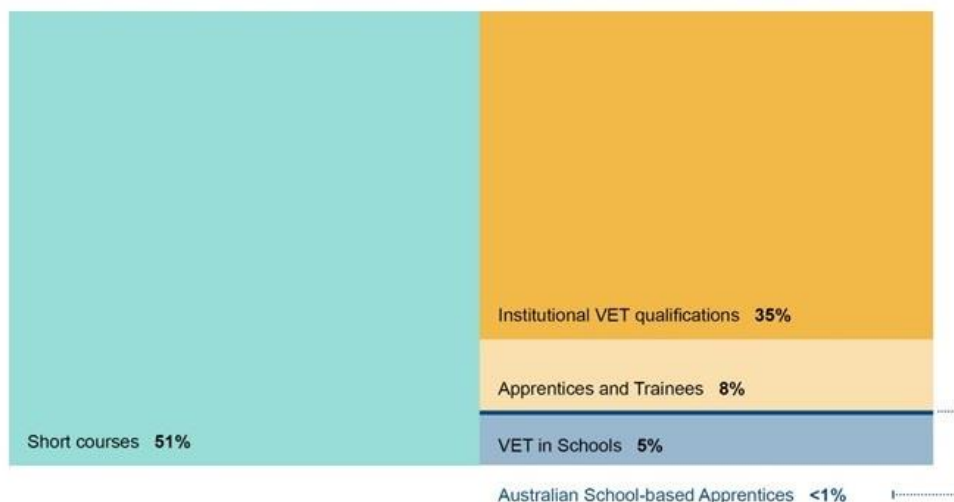 Institutional VET qualifications 35%
Apprentices and Trainees 8%
Short courses 51%
VET in Schools 5%
Australian School-based Apprentices <1%